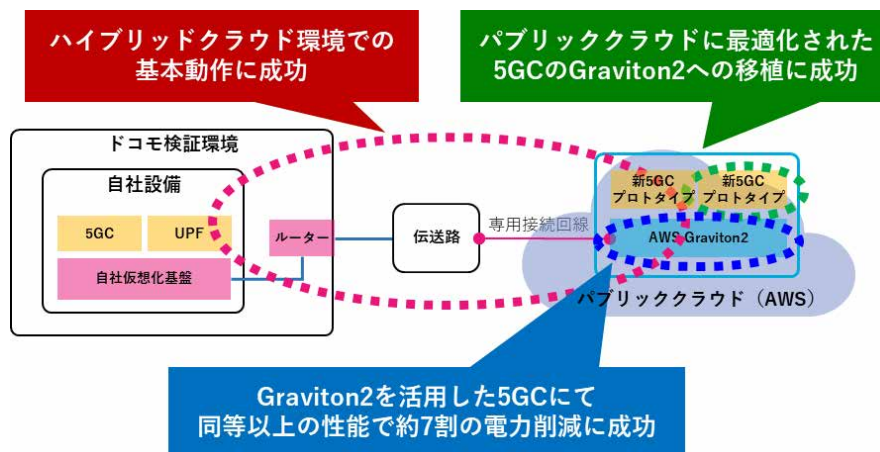 ハイブリッドクラウド環境での
基本動作に成功
パブリッククラウドに最適化された
5GCのGraviton2への移植に成功
ドコモ検証環境
自社設備
5GC
UPF
自社仮想化基盤
ルーター
伝送路
専用接続回線
新5GC
プロトタイプ
新5GC
プロトタイプ
AWS Graviton2
パブリッククラウド（AWS）
Graviton2を活用した5GCにて
同等以上の性能で約7割の電力削減に成功